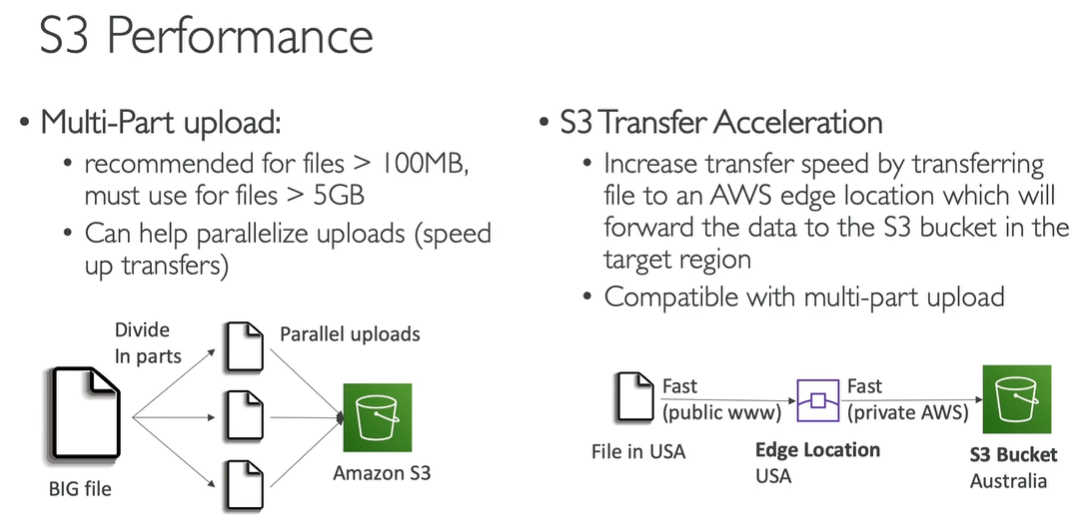 S3 Performance
• Multi-Part upload:
• recommended for files > 100MB,
must use for files > 5GB
• Can help parallelize uploads (speed
up transfers)
Divide
In parts
Parallel uploads
BIG file
Amazon S3
• S3 Transfer Acceleration
• Increase transfer speed by transferring
file to an AWS edge location which will
forward the data to the S3 bucket in the
target region
• Compatible with multi-part upload
Fast
(public www)
Fast
(private AWS)
File in USA
Edge Location
USA
S3 Bucket
Australia